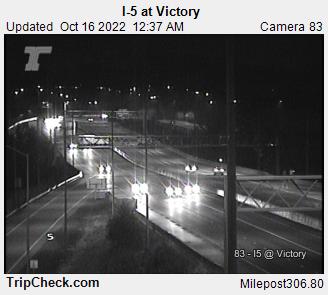 I-5 at Victory
Updated  Oct 16 2022  12:37 AM
Camera 83
T
5
83 - I5 @ Victory
TripCheck.com
Milepost306.80